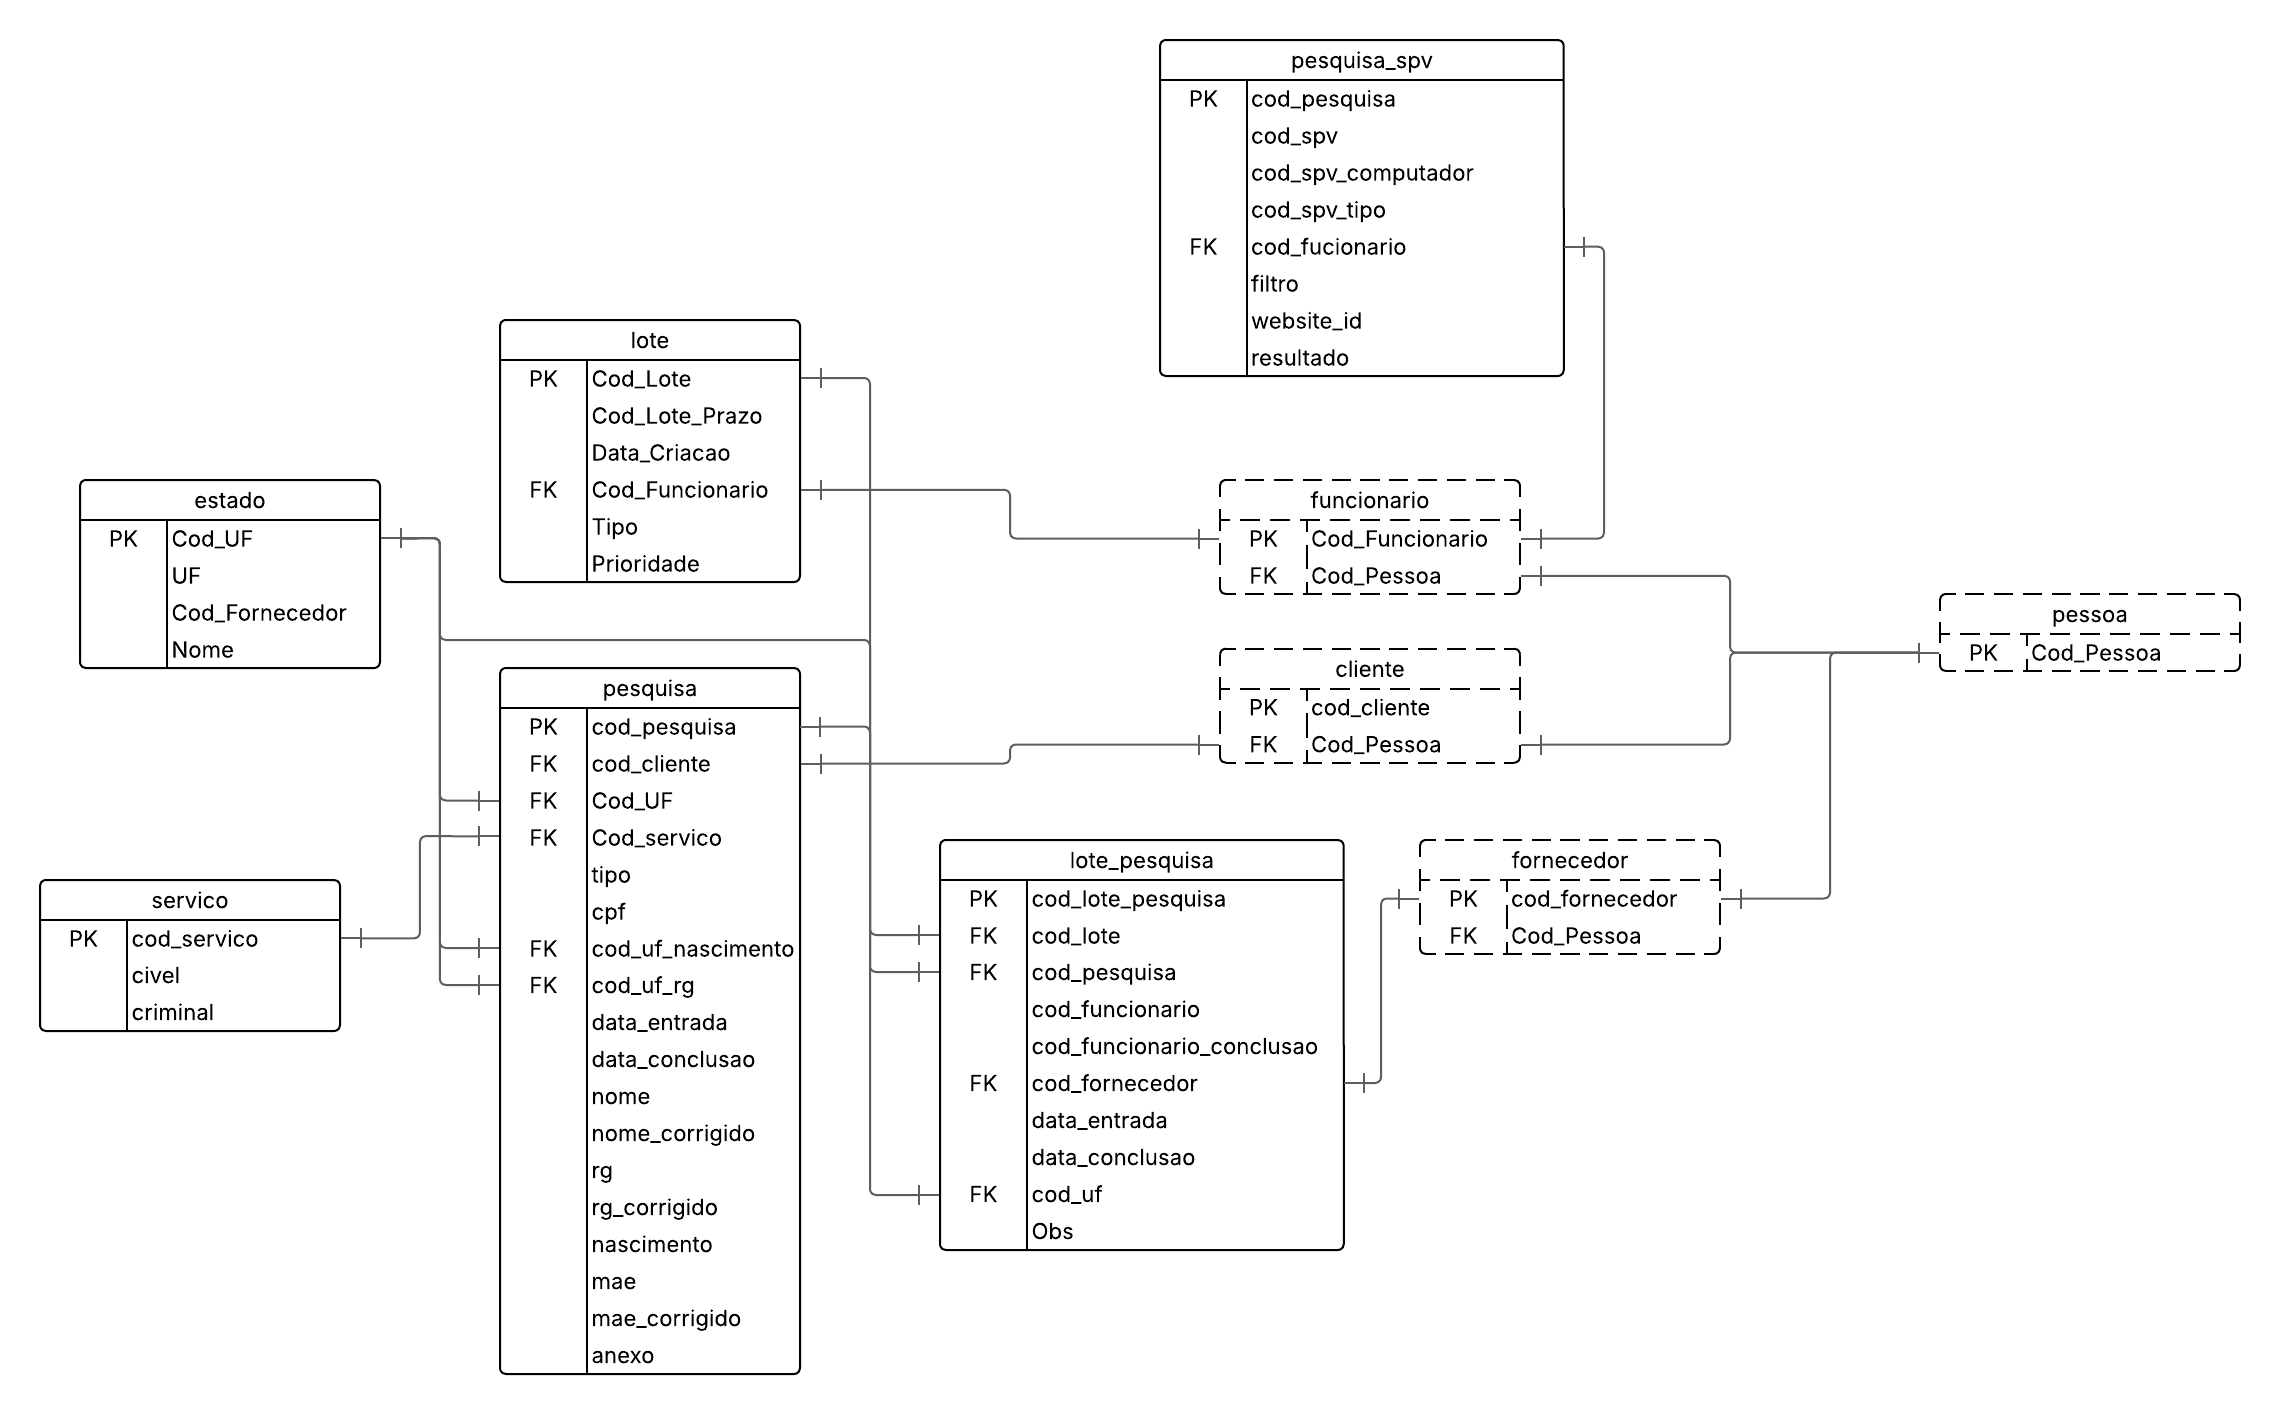 pesquisa_spv
PK cod_pesquisa
cod_spv
cod_spv_computador
cod_spv_tipo
FK cod_fucionario
filtro
website_id
resultado
lote
PK Cod_Lote
Cod_Lote_Prazo
Data_Criacao
FK Cod_Funcionario
Tipo
Prioridade
estado
PK Cod_UF
UF
Cod_Fornecedor
Nome
funcionario
PK Cod_Funcionario
FK Cod_Pessoa
pessoa
PK Cod_Pessoa
cliente
PK cod_cliente
FK Cod_Pessoa
pesquisa
PK cod_pesquisa
FK cod_cliente
FK Cod_UF
FK Cod_servico
tipo
cpf
FK cod_uf_nascimento
FK cod_uf_rg
data_entrada
data_conclusao
nome
nome_corrigido
rg
rg_corrigido
nascimento
mae
mae_corrigido
anexo
servico
PK cod_servico
civel
criminal
lote_pesquisa
PK cod_lote_pesquisa
FK cod_lote
FK cod_pesquisa
cod_funcionario
cod_funcionario_conclusao
FK cod_fornecedor
data_entrada
data_conclusao
FK cod_uf
Obs
fornecedor
PK cod_fornecedor
FK Cod_Pessoa